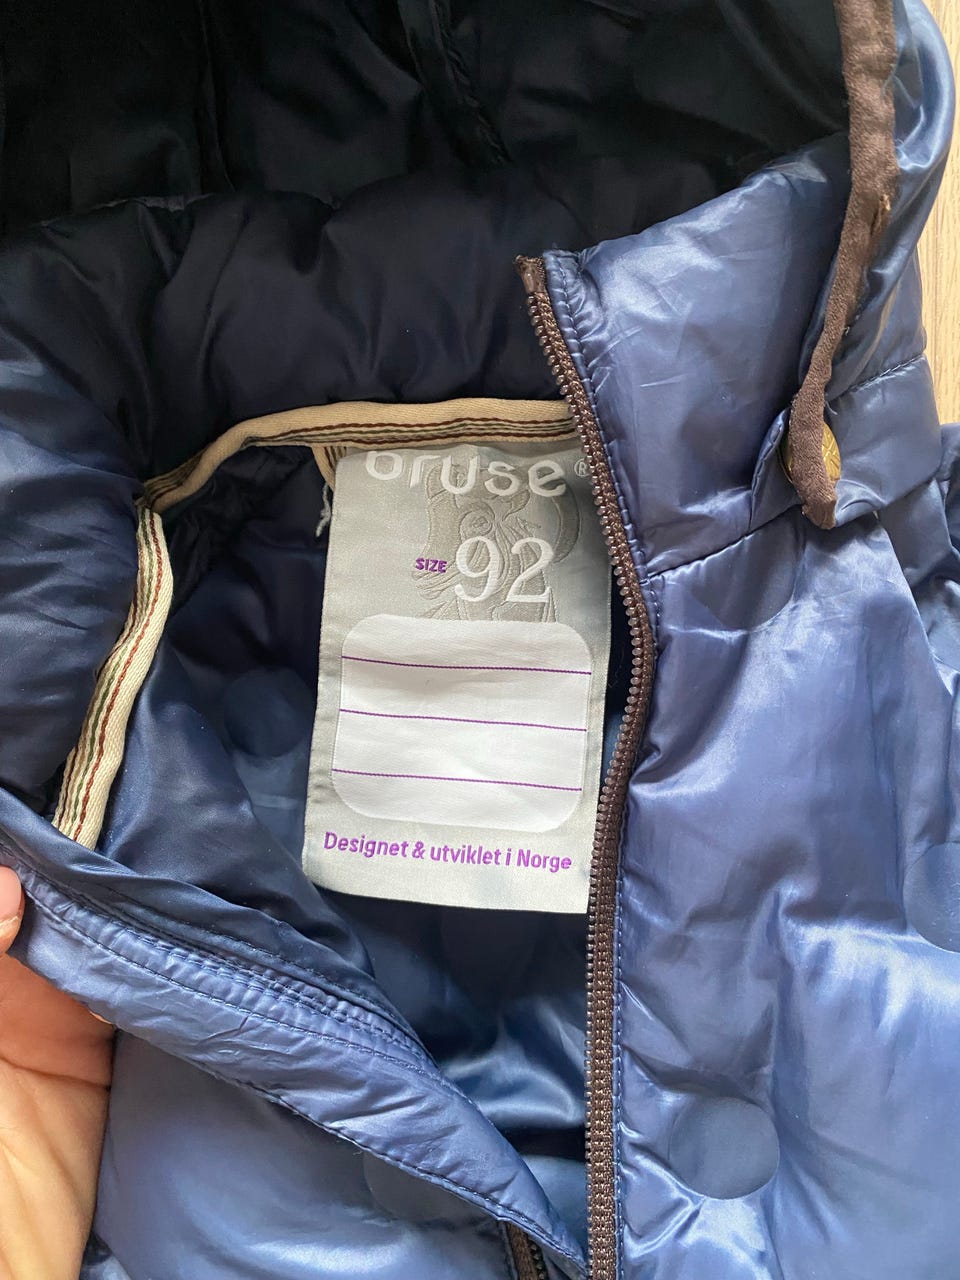 bruse®
SIZE 92
Designet & utviklet i Norge